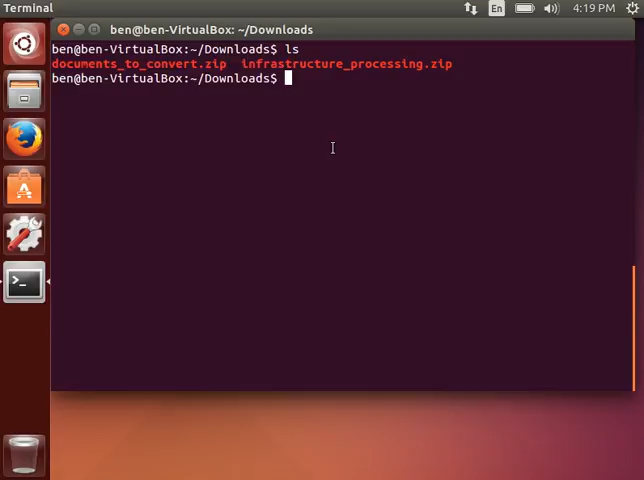 Terminal
En
4:19 PM
ben@ben-VirtualBox: ~/Downloads
ben@ben-VirtualBox:~/Downloads$ ls
documents_to_convert.zip  infrastructure_processing.zip
ben@ben-VirtualBox:~/Downloads$